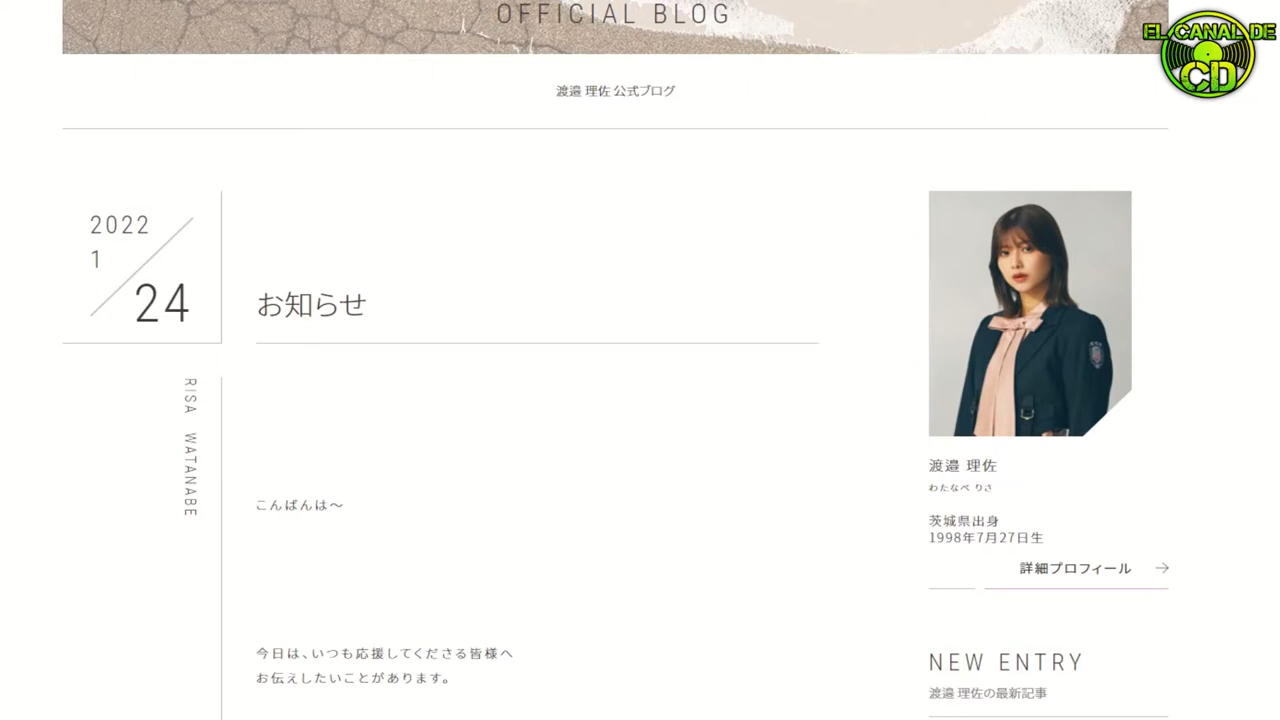 OFFICIAL BLOG
EL CANAL DE
CD
渡邉 理佐 公式ブログ
2022
1
24
お知らせ
RISA WATANABE
こんばんは〜
今日は、いつも応援してくださる皆様へ
お伝えしたいことがあります。
渡邉 理佐
わたなべ りさ
茨城県出身
1998年7月27日生
詳細プロフィール
NEW ENTRY
渡邉 理佐の最新記事